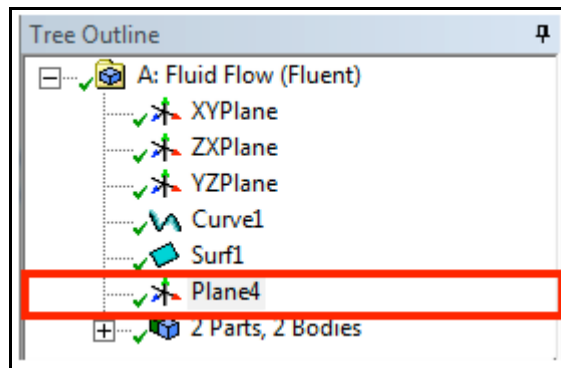 Tree Outline
A: Fluid Flow (Fluent)
XYPlane
ZXPlane
YZPlane
Curve1
Surf1
Plane4
2 Parts, 2 Bodies